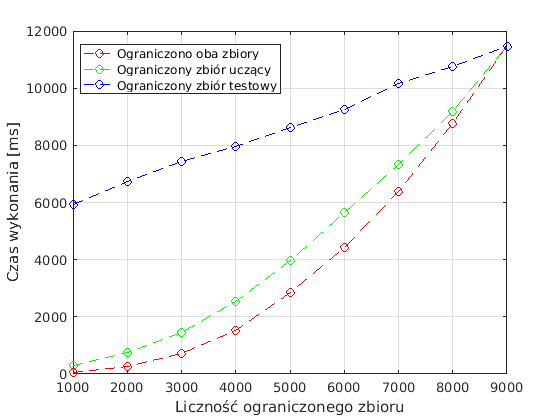 12000
10000
8000
6000
4000
2000
0
Czas wykonania [ms]
Ograniczono oba zbiory
Ograniczony zbiór uczący
Ograniczony zbiór testowy
1000 2000 3000 4000 5000 6000 7000 8000 9000
Liczność ograniczonego zbioru